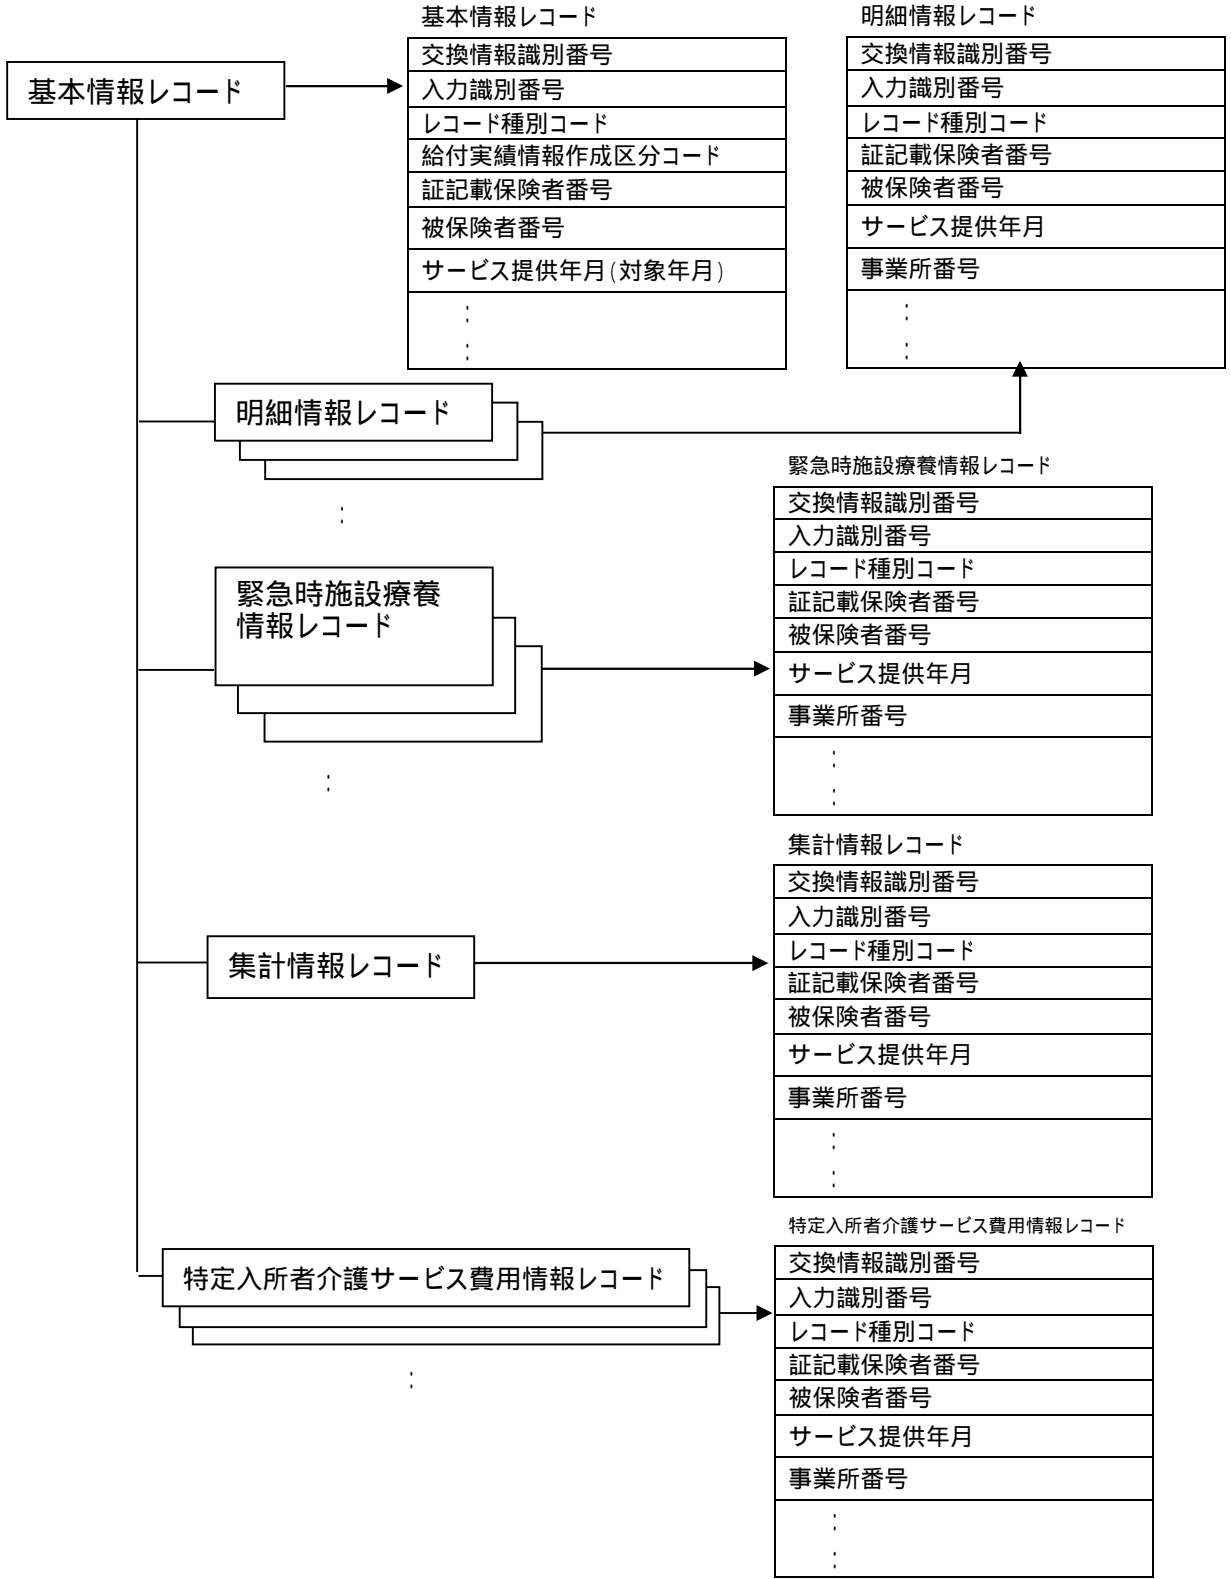 基本情報レコード
基本情報レコード
交換情報識別番号
入力識別番号
レコード種別コード
給付実績情報作成区分コード
証記載保険者番号
被保険者番号
サービス提供年月(対象年月)
:
:
明細情報レコード
交換情報識別番号
入力識別番号
レコード種別コード
証記載保険者番号
被保険者番号
サービス提供年月
事業所番号
:
:
明細情報レコード
:
緊急時施設療養
情報レコード
:
緊急時施設療養情報レコード
交換情報識別番号
入力識別番号
レコード種別コード
証記載保険者番号
被保険者番号
サービス提供年月
事業所番号
:
:
集計情報レコード
集計情報レコード
交換情報識別番号
入力識別番号
レコード種別コード
証記載保険者番号
被保険者番号
サービス提供年月
事業所番号
:
:
特定入所者介護サービス費用情報レコード
:
特定入所者介護サービス費用情報レコード
交換情報識別番号
入力識別番号
レコード種別コード
証記載保険者番号
被保険者番号
サービス提供年月
事業所番号
:
: